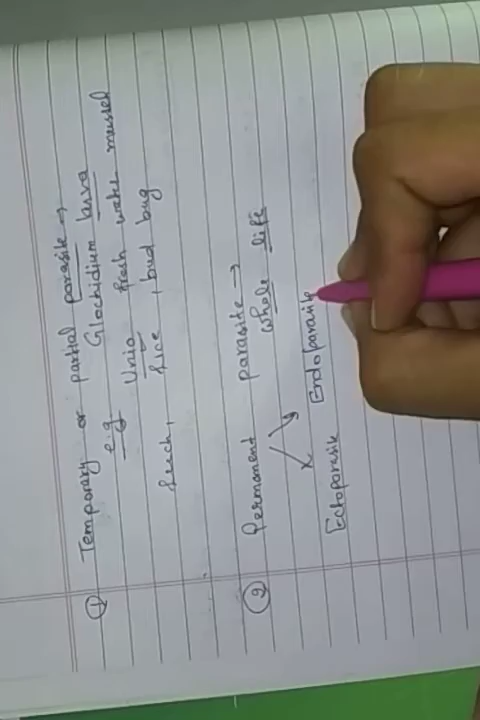 ① Temporary or partial parasite →
e.g Glochidium larva
Unio fresh water mussel
Leech, Lice, bud bug
② Permanent parasite →
Whole life
Ectoparasite Endoparasite